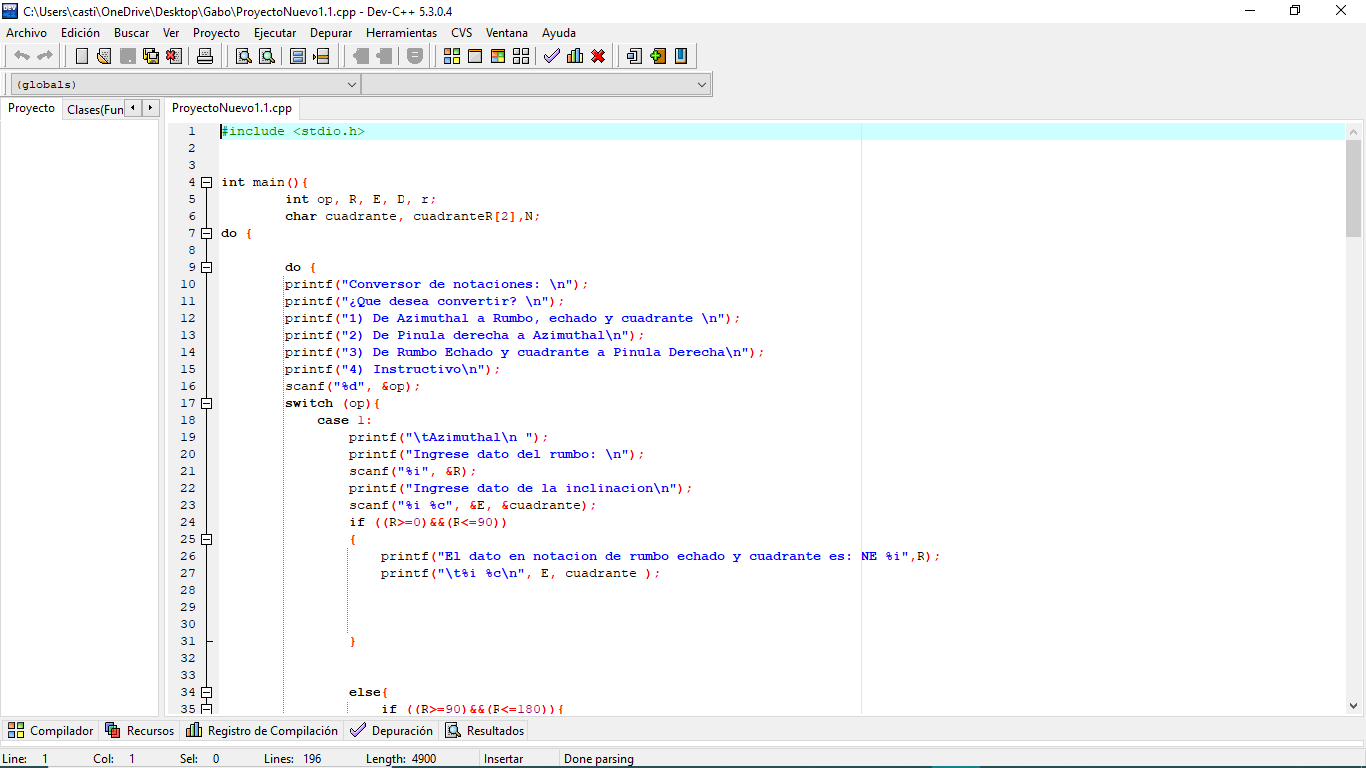 C:\Users\casti\OneDrive\Desktop\Gabo\ProyectoNuevo1.1.cpp - Dev-C++ 5.3.0.4
Archivo Edición Buscar Ver Proyecto Ejecutar Depurar Herramientas CVS Ventana Ayuda
(globals)
Proyecto Clases(Fun ProyectoNuevo1.1.cpp
1 #include <stdio.h>
2
3
4 int main(){
5 int op, R, E, D, r;
6 char cuadrante, cuadranteR[2],N;
7 do {
8
9 do {
10 printf("Conversor de notaciones: \n");
11 printf("¿Que desea convertir? \n");
12 printf("1) De Azimuthal a Rumbo, echado y cuadrante \n");
13 printf("2) De Pinula derecha a Azimuthal\n");
14 printf("3) De Rumbo Echado y cuadrante a Pinula Derecha\n");
15 printf("4) Instructivo\n");
16 scanf("%d", &op);
17 switch (op){
18 case 1:
19 printf("\tAzimuthal\n ");
20 printf("Ingrese dato del rumbo: \n");
21 scanf("%i", &R);
22 printf("Ingrese dato de la inclinacion\n");
23 scanf("%i %c", &E, &cuadrante);
24 if ((R>=0)&&(R<=90))
25 {
26 printf("El dato en notacion de rumbo echado y cuadrante es: NE %i",R);
27 printf("\t%i %c\n", E, cuadrante );
28
29
30
31 }
32
33
34 else{
35 if ((R>=90)&&(R<=180)){
Compilador Recursos Registro de Compilación Depuración Resultados
Line: 1 Col: 1 Sel: 0 Lines: 196 Length: 4900 Insertar Done parsing